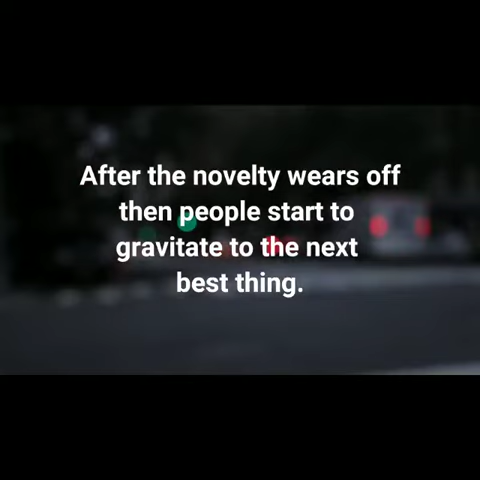 After the novelty wears off
then people start to
gravitate to the next
best thing.